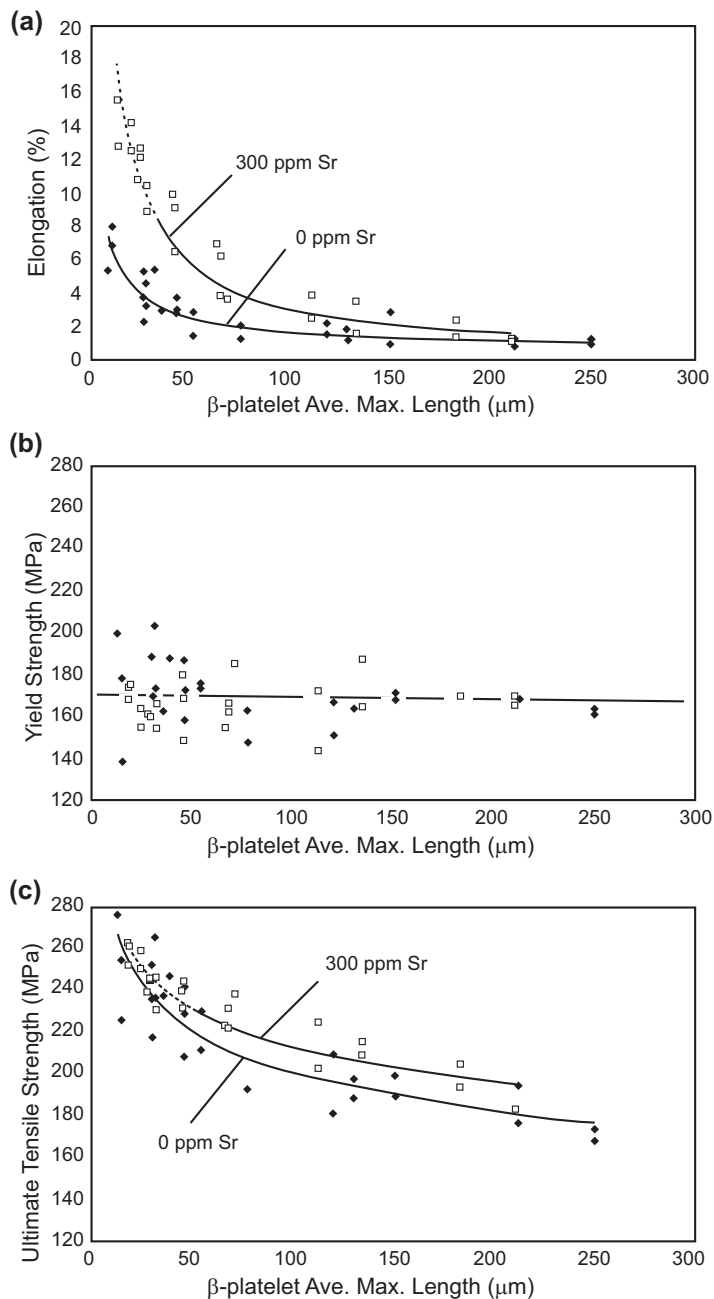 (a)
20
18
16
14
12
10
8
6
4
2
0
Elongation (%)
300 ppm Sr
0 ppm Sr
0 50 100 150 200 250 300
β-platelet Ave. Max. Length (μm)
(b)
280
260
240
220
200
180
160
140
120
Yield Strength (MPa)
0 50 100 150 200 250 300
β-platelet Ave. Max. Length (μm)
(c)
280
260
240
220
200
180
160
140
120
Ultimate Tensile Strength (MPa)
300 ppm Sr
0 ppm Sr
0 50 100 150 200 250 300
β-platelet Ave. Max. Length (μm)